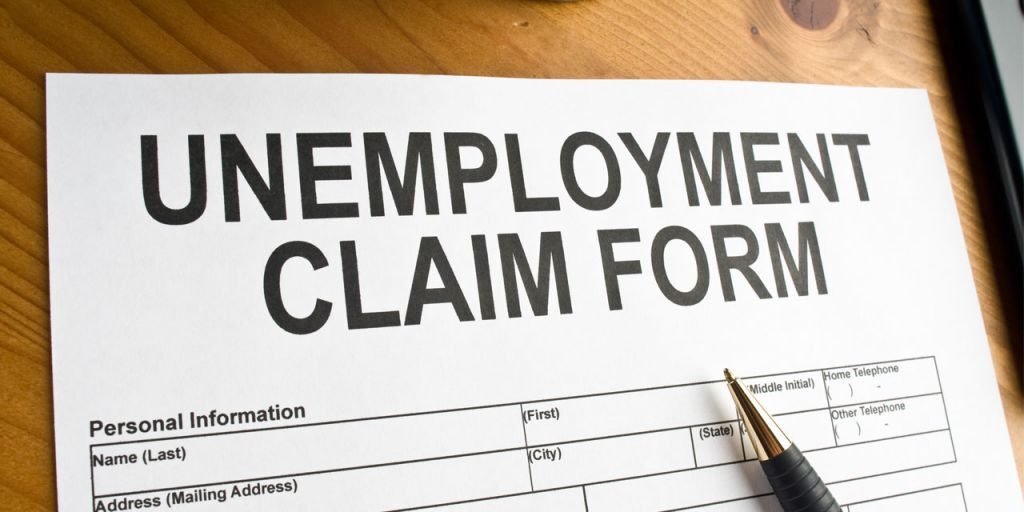 UNEMPLOYMENT
CLAIM FORM
Personal Information
Name (Last)
(First)
(Middle Initial)
Home Telephone
( ) -
Address (Mailing Address)
(City)
(State)
Other Telephone
( ) -